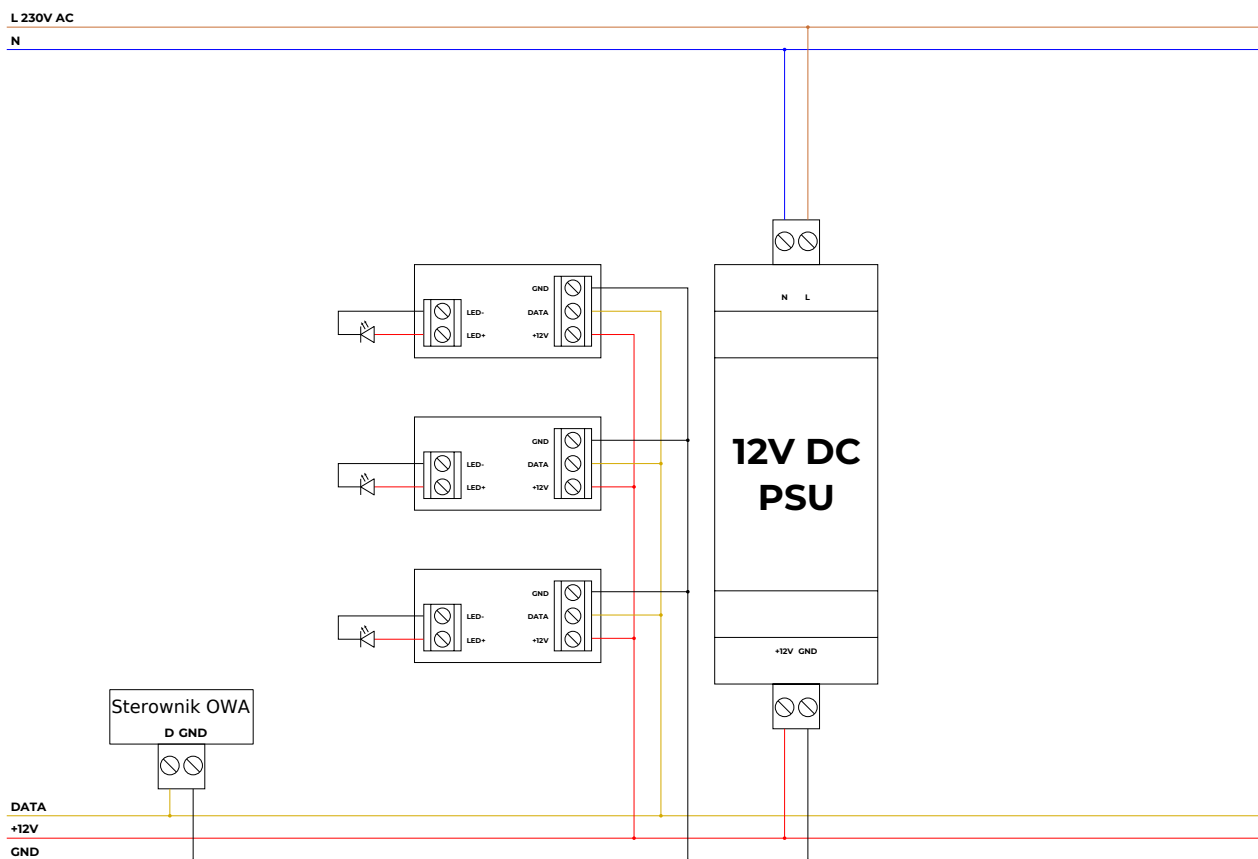 L 230V AC
N
N L
GND
LED- DATA
LED+ +12V
12V DC
PSU
GND
LED- DATA
LED+ +12V
GND
LED- DATA
LED+ +12V
+12V GND
Sterownik OWA
D GND
DATA
+12V
GND